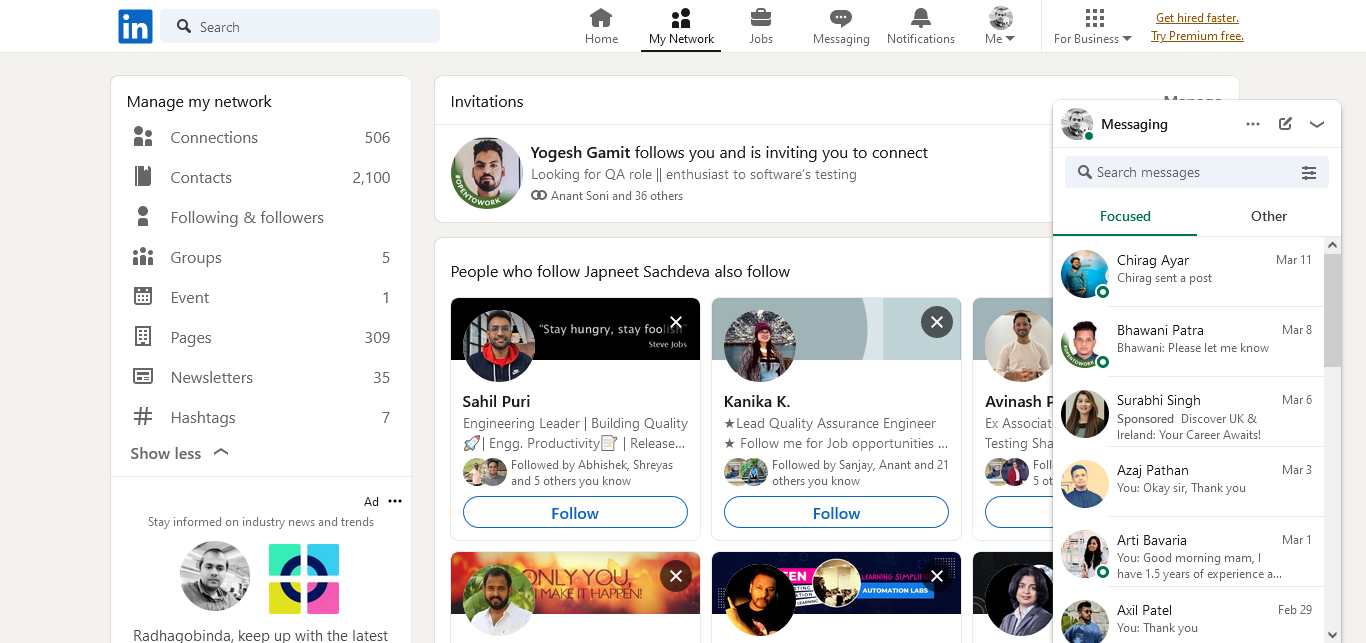 in
Search
Home
My Network
Jobs
Messaging
Notifications
Me
For Business
Get hired faster.
Try Premium free.
Manage my network
Connections 506
Contacts 2,100
Following & followers
Groups 5
Event 1
Pages 309
Newsletters 35
Hashtags 7
Show less
Ad
Stay informed on industry news and trends
Radhagobinda, keep up with the latest
Invitations
Manage
#OPENTOWORK
Yogesh Gamit follows you and is inviting you to connect
Looking for QA role || enthusiast to software's testing
Anant Soni and 36 others
People who follow Japneet Sachdeva also follow
"Stay hungry, stay foolish"
Steve Jobs
Sahil Puri
Engineering Leader | Building Quality
🚀| Engg. Productivity📝 | Release...
Followed by Abhishek, Shreyas
and 5 others you know
Follow
Kanika K.
★Lead Quality Assurance Engineer
★ Follow me for Job opportunities ...
Followed by Sanjay, Anant and 21
others you know
Follow
Avinash P
Ex Associat
Testing Sha
Foll
5 ot
ONLY YOU,
MAKE IT HAPPEN!
LEARNING SIMPLIF
AUTOMATION LABS
Messaging
Search messages
Focused
Other
Chirag Ayar Mar 11
Chirag sent a post
Bhawani Patra Mar 8
Bhawani: Please let me know
Surabhi Singh Mar 6
Sponsored Discover UK &
Ireland: Your Career Awaits!
Azaj Pathan Mar 3
You: Okay sir, Thank you
Arti Bavaria Mar 1
You: Good morning mam, I
have 1.5 years of experience a...
Axil Patel Feb 29
You: Thank you